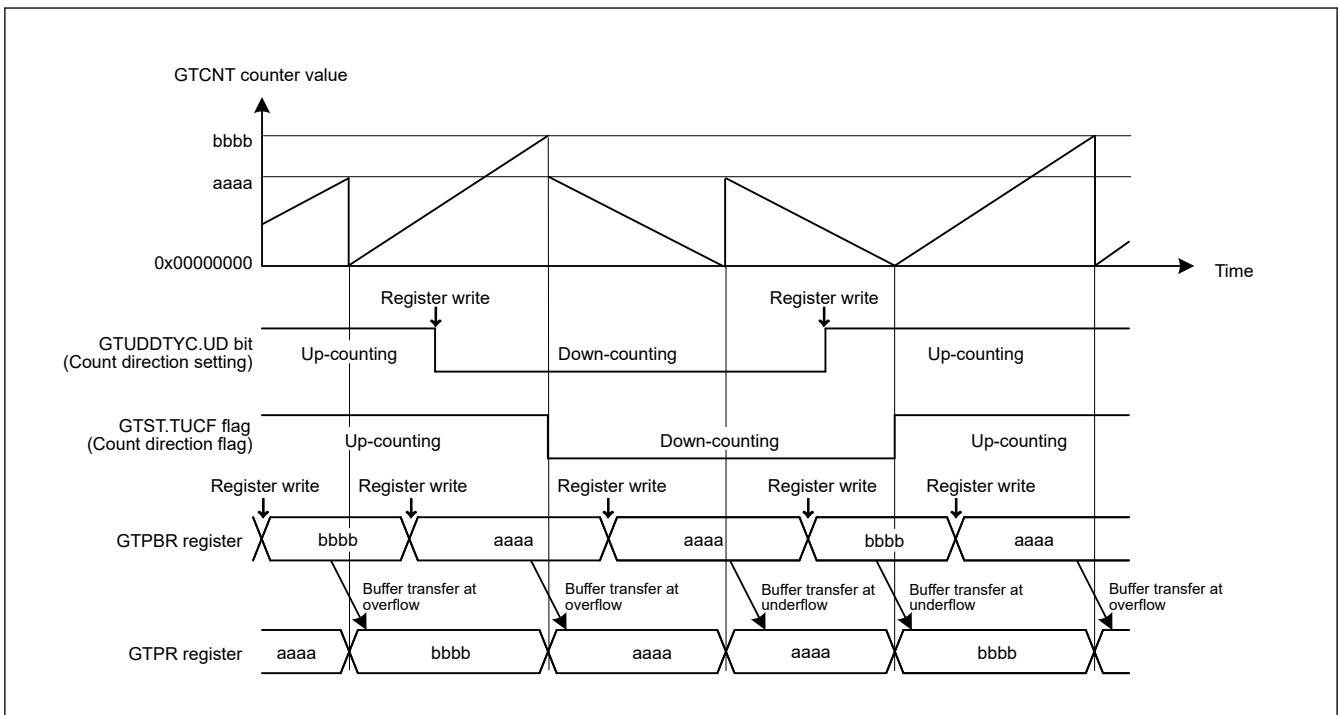 GTCNT counter value
bbbb
aaaa
0x00000000
Time
Register write
Register write
GTUDDTYC.UD bit
(Count direction setting)
Up-counting
Down-counting
Up-counting
GTST.TUCF flag
(Count direction flag)
Up-counting
Down-counting
Up-counting
Register write
Register write
Register write
Register write
Register write
GTPBR register
bbbb
aaaa
aaaa
bbbb
aaaa
Buffer transfer at
overflow
Buffer transfer at
overflow
Buffer transfer at
underflow
Buffer transfer at
underflow
Buffer transfer at
overflow
GTPR register
aaaa
bbbb
aaaa
aaaa
bbbb